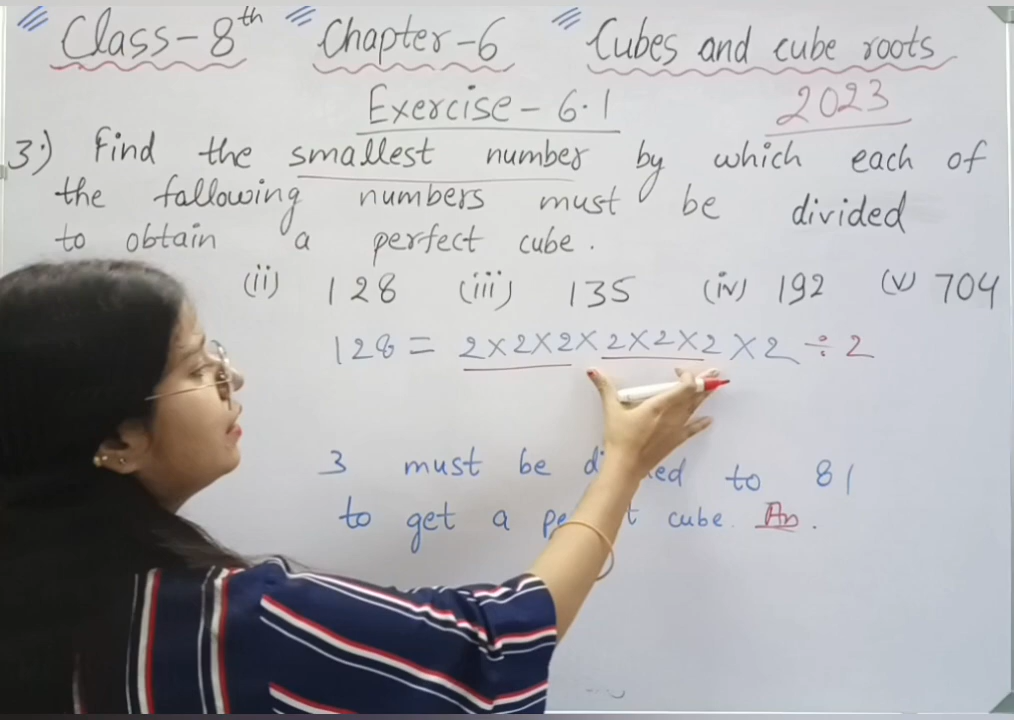 Class-8th Chapter-6 Cubes and cube roots
Exercise-6.1 2023
3.) Find the smallest number by which each of
the fallowing numbers must be divided
to obtain a perfect cube.
(ii) 128 (iii) 135 (iv) 192 (v) 704
128 = 2×2×2×2×2×2×2÷2
3 must be to 81
to get a cube. An.